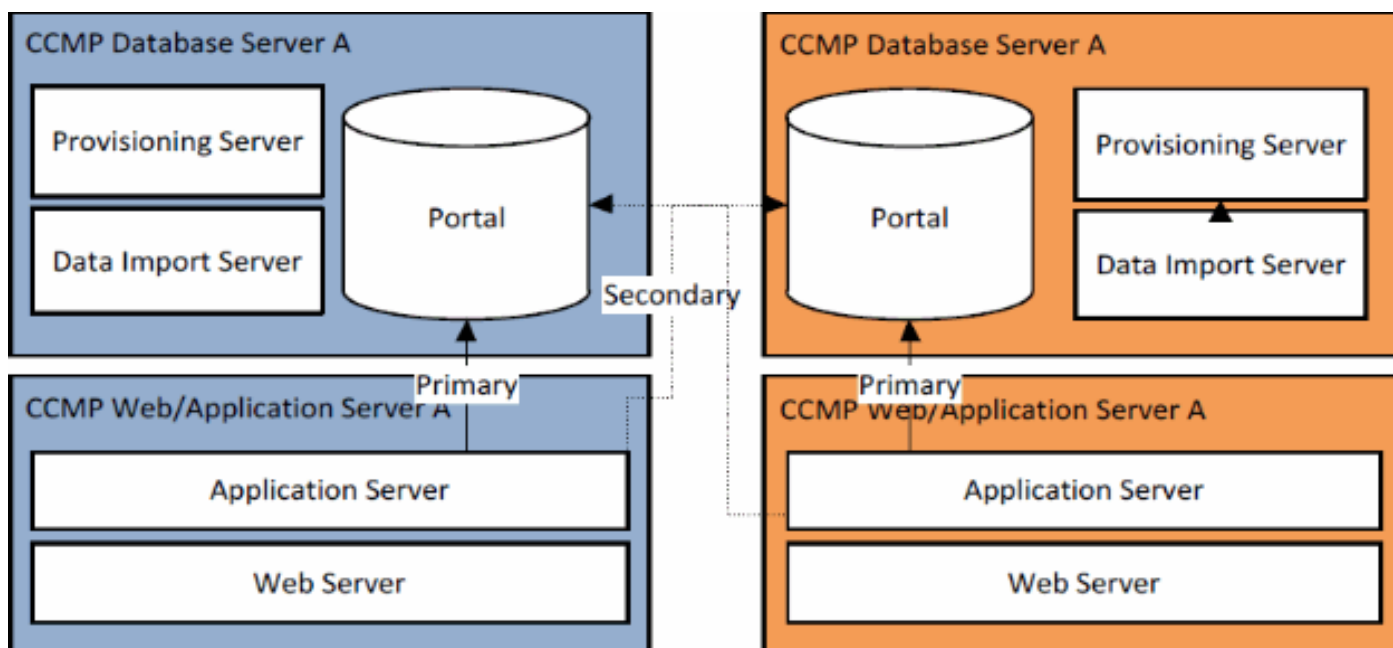 CCMP Database Server A
Provisioning Server
Data Import Server
Portal
CCMP Database Server A
Portal
Provisioning Server
Data Import Server
Secondary
Primary
CCMP Web/Application Server A
Application Server
Web Server
Primary
CCMP Web/Application Server A
Application Server
Web Server